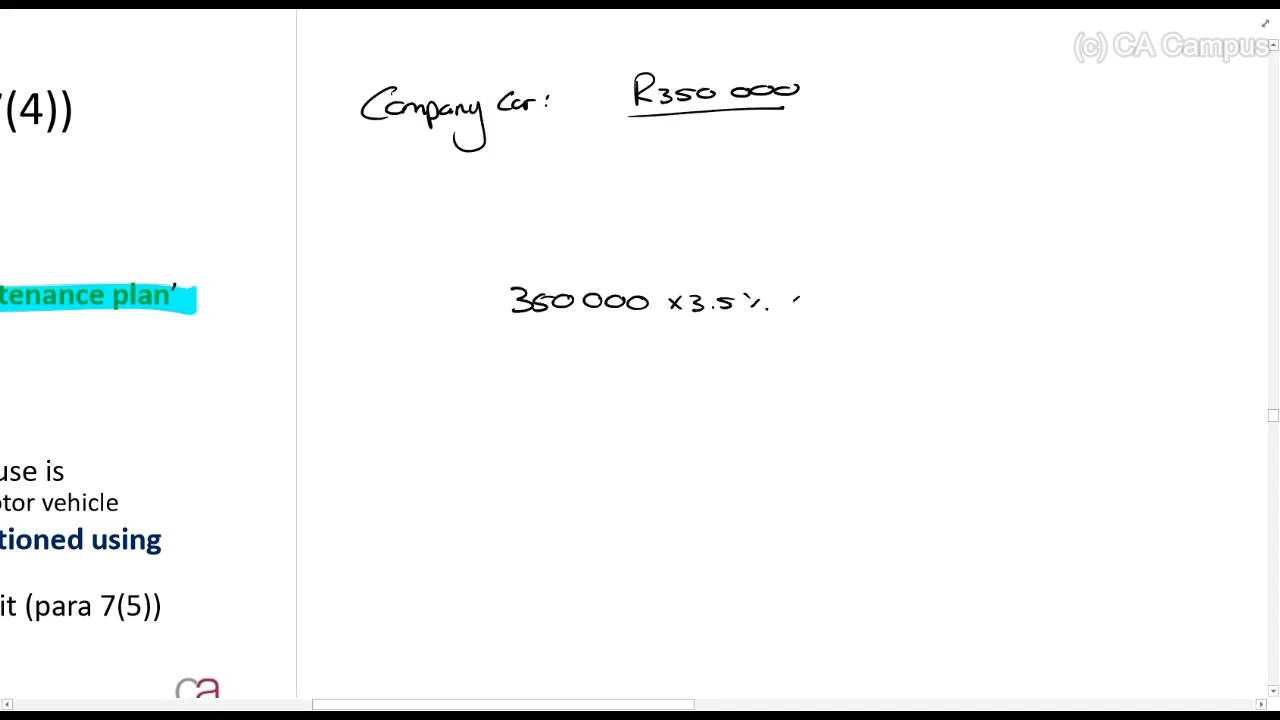 (c) CA Campus
'(4))
Company Car: R350 000
tenance plan'
350 000 x 3.5%.
use is
otor vehicle
tioned using
it (para 7(5))
ca